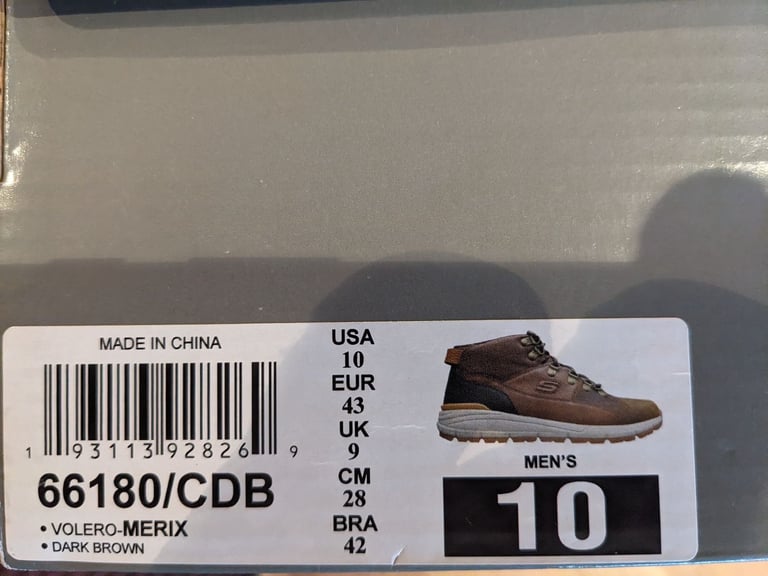 MADE IN CHINA
1 93113 92826 9
66180/CDB
• VOLERO-MERIX
• DARK BROWN
USA
10
EUR
43
UK
9
CM
28
BRA
42
MEN'S
10